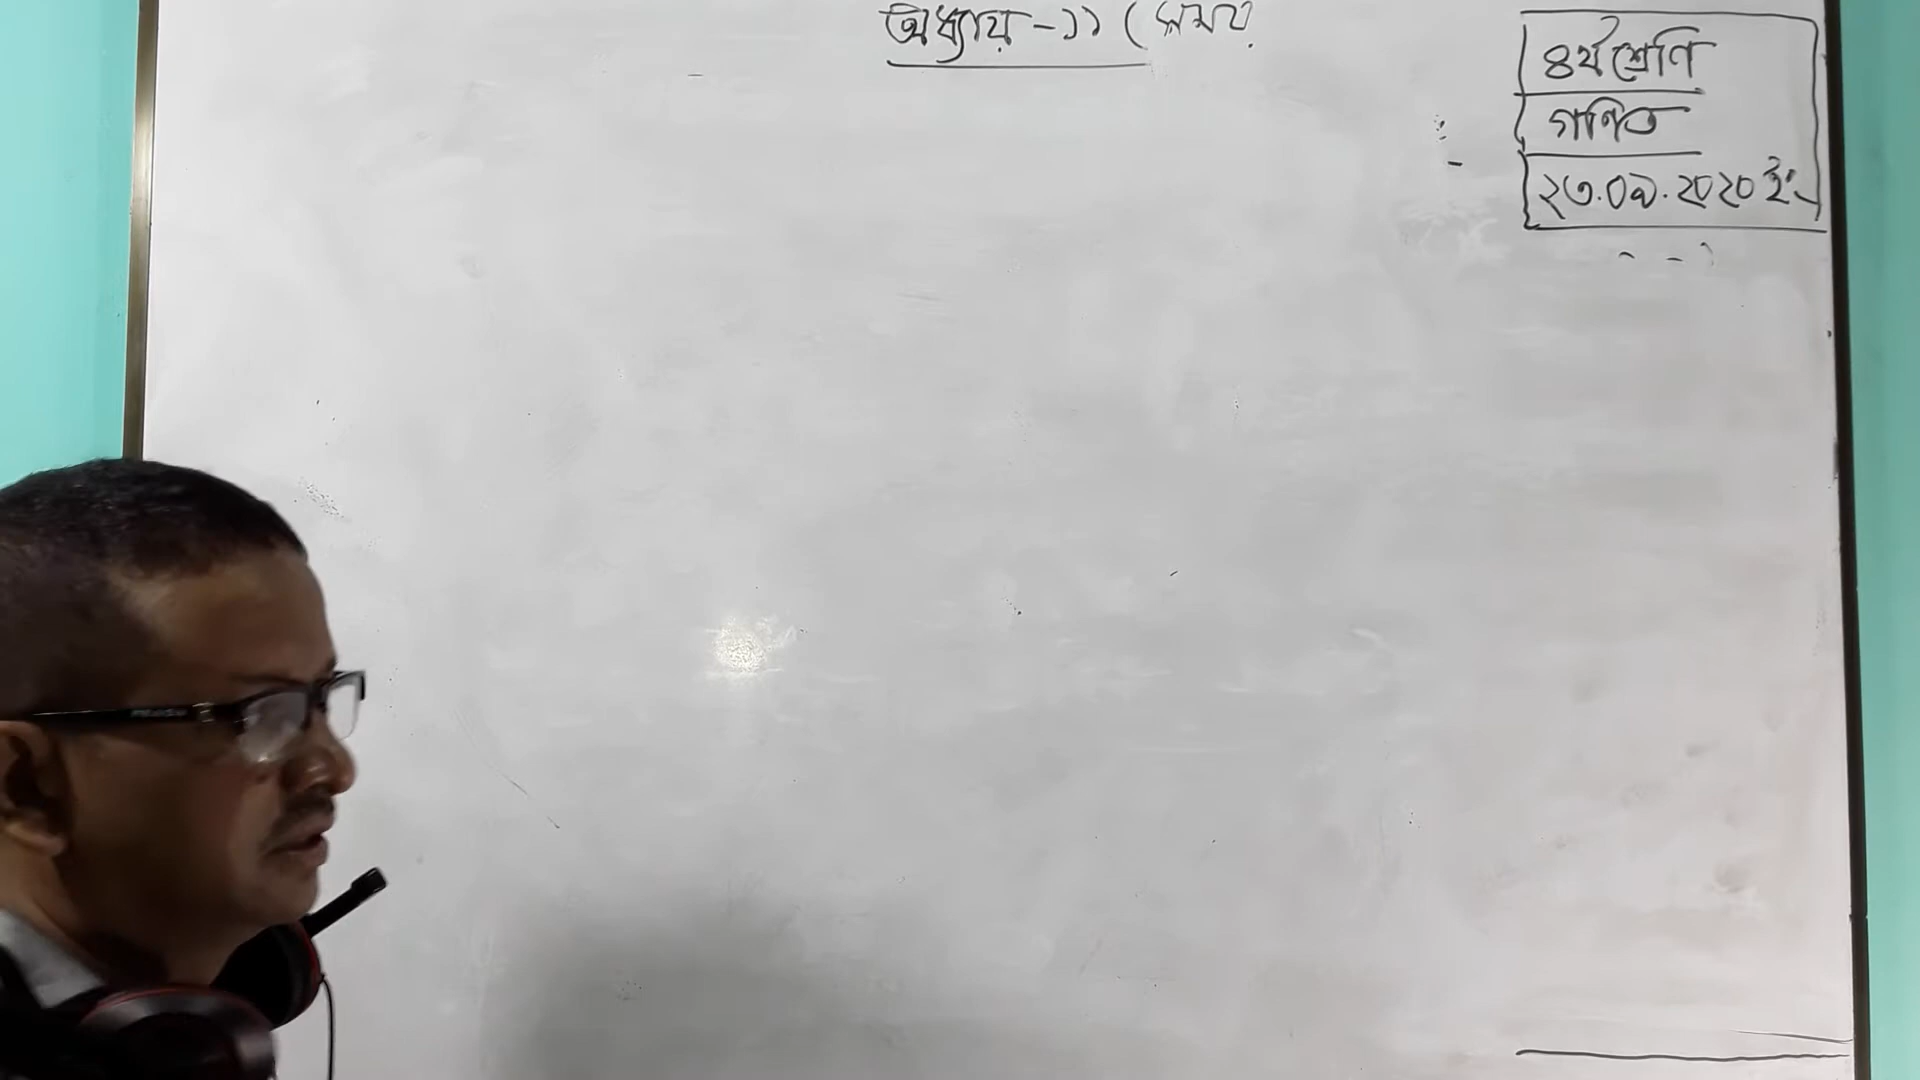 অধ্যায় -১১ (সময়
৪র্থ শ্রেণি
গণিত
২৩.০৯.২০২০ ইং